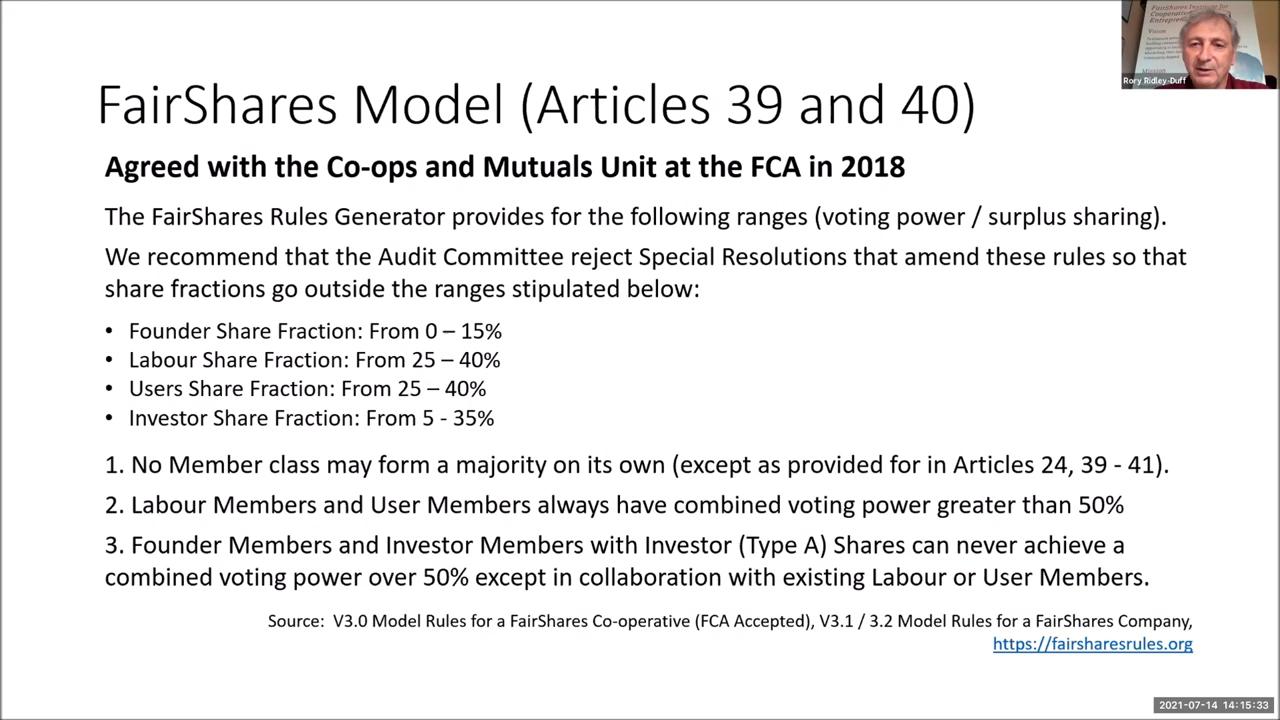 FairShares Institute for
Cooperative
Entrepre
Vision
Mission
Rory Ridley-Duff
FairShares Model (Articles 39 and 40)
Agreed with the Co-ops and Mutuals Unit at the FCA in 2018
The FairShares Rules Generator provides for the following ranges (voting power / surplus sharing).
We recommend that the Audit Committee reject Special Resolutions that amend these rules so that
share fractions go outside the ranges stipulated below:
• Founder Share Fraction: From 0 – 15%
• Labour Share Fraction: From 25 – 40%
• Users Share Fraction: From 25 – 40%
• Investor Share Fraction: From 5 - 35%
1. No Member class may form a majority on its own (except as provided for in Articles 24, 39 - 41).
2. Labour Members and User Members always have combined voting power greater than 50%
3. Founder Members and Investor Members with Investor (Type A) Shares can never achieve a
combined voting power over 50% except in collaboration with existing Labour or User Members.
Source: V3.0 Model Rules for a FairShares Co-operative (FCA Accepted), V3.1 / 3.2 Model Rules for a FairShares Company,
https://fairsharesrules.org
2021-07-14 14:15:33